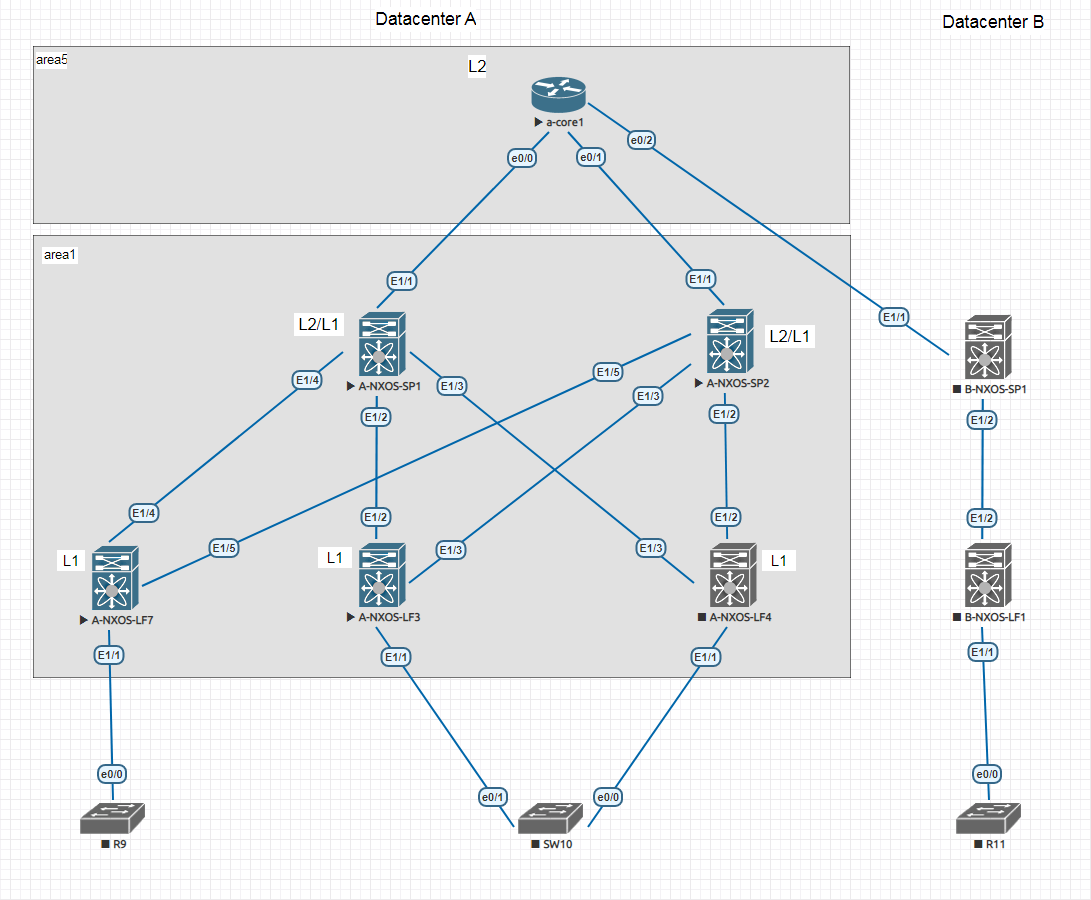 Datacenter A
Datacenter B
area5
L2
a-core1
e0/0
e0/1
e0/2
area1
E1/1
E1/1
E1/1
L2/L1
L2/L1
A-NXOS-SP1
A-NXOS-SP2
B-NXOS-SP1
E1/4
E1/3
E1/5
E1/3
E1/2
E1/2
E1/2
E1/4
E1/2
E1/2
E1/2
E1/5
E1/3
E1/3
L1
L1
L1
A-NXOS-LF7
A-NXOS-LF3
A-NXOS-LF4
B-NXOS-LF1
E1/1
E1/1
E1/1
E1/1
e0/0
e0/1
e0/0
e0/0
R9
SW10
R11